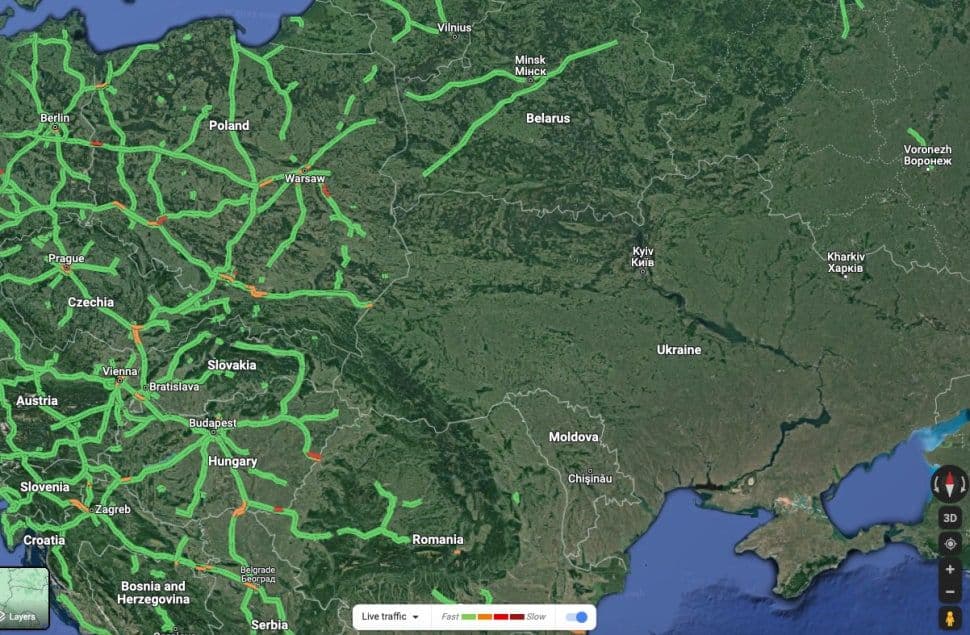 Vilnius
Minsk
Мінск
Berlin
Poland
Belarus
Voronezh
Воронеж
Warsaw
Prague
Kyiv
Київ
Kharkiv
Харків
Czechia
Ukraine
Slovakia
Vienna
Bratislava
Austria
Budapest
Moldova
Hungary
Chișinău
Slovenia
Zagreb
3D
Croatia
Romania
Belgrade
Београд
Bosnia and
Herzegovina
Layers
Live traffic Fast Slow
Serbia